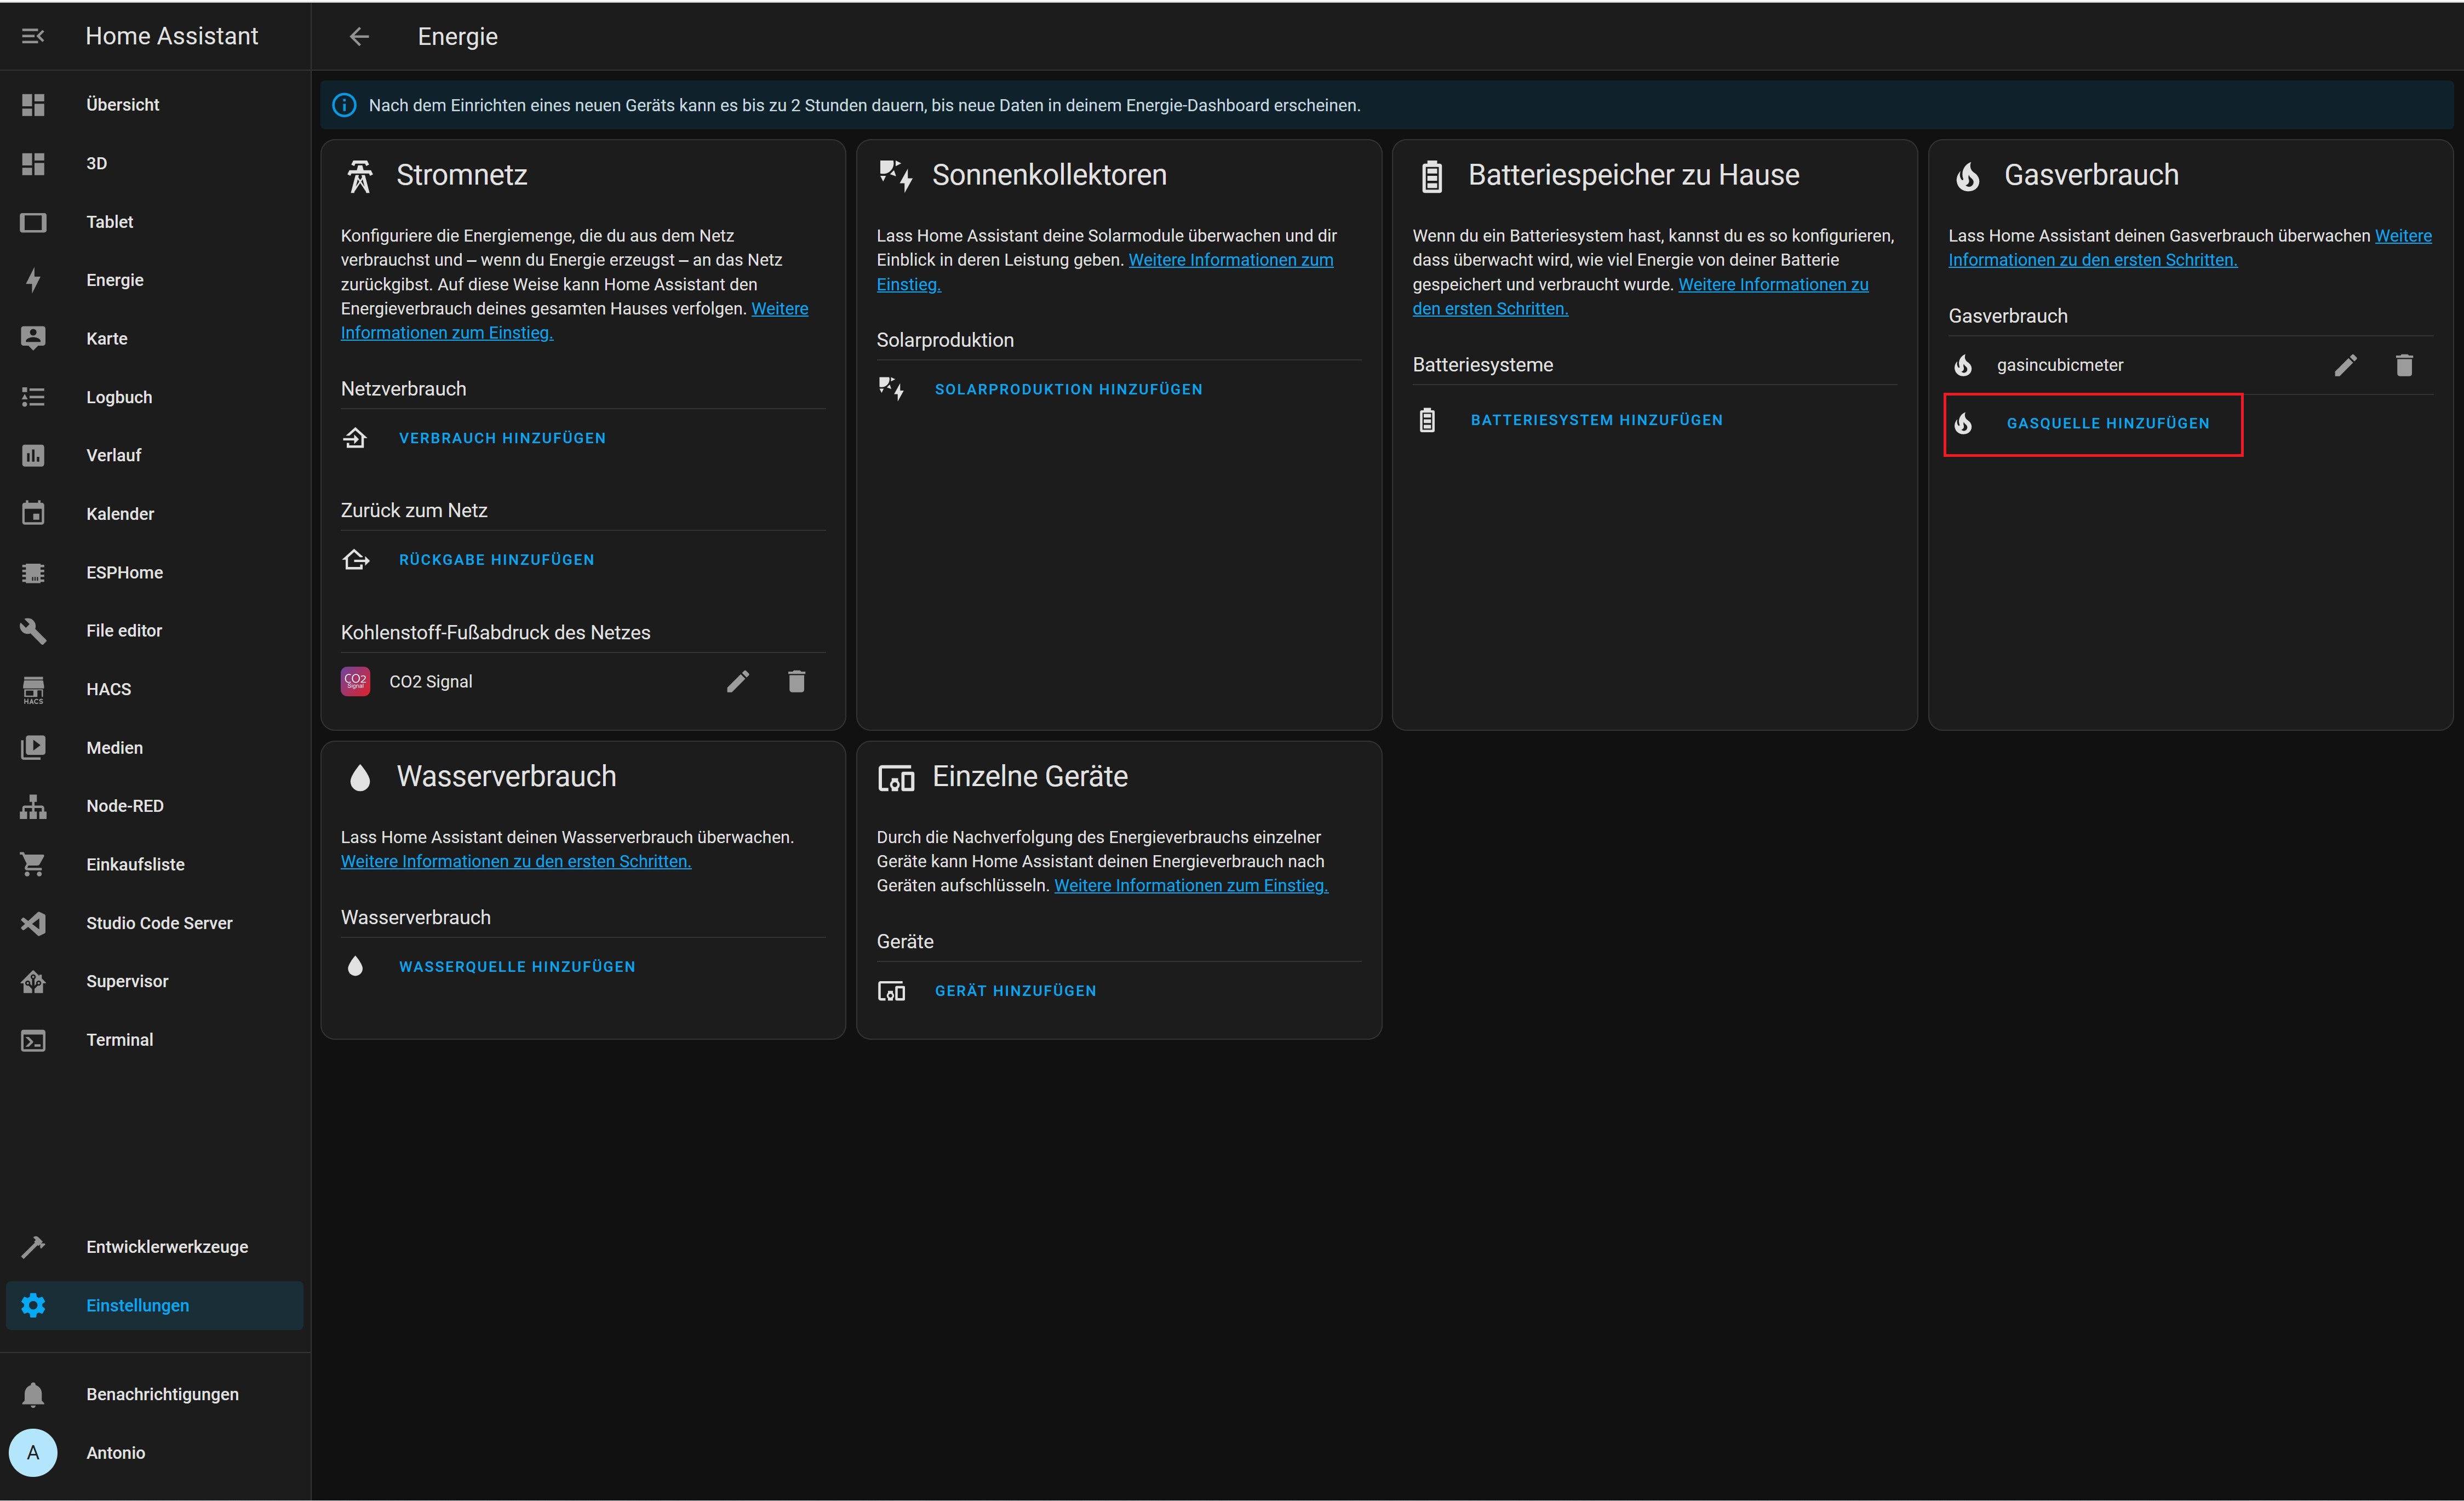 Home Assistant
Übersicht
3D
Tablet
Energie
Karte
Logbuch
Verlauf
Kalender
ESPHome
File editor
HACS
HACS
Medien
Node-RED
Einkaufsliste
Studio Code Server
Supervisor
Terminal
Entwicklerwerkzeuge
Einstellungen
Benachrichtigungen
A
Antonio
Energie
Nach dem Einrichten eines neuen Geräts kann es bis zu 2 Stunden dauern, bis neue Daten in deinem Energie-Dashboard erscheinen.
Stromnetz
Konfiguriere die Energiemenge, die du aus dem Netz
verbrauchst und – wenn du Energie erzeugst – an das Netz
zurückgibst. Auf diese Weise kann Home Assistant den
Energieverbrauch deines gesamten Hauses verfolgen. Weitere
Informationen zum Einstieg.
Netzverbrauch
VERBRAUCH HINZUFÜGEN
Zurück zum Netz
RÜCKGABE HINZUFÜGEN
Kohlenstoff-Fußabdruck des Netzes
CO2
Signal
CO2 Signal
Sonnenkollektoren
Lass Home Assistant deine Solarmodule überwachen und dir
Einblick in deren Leistung geben. Weitere Informationen zum
Einstieg.
Solarproduktion
SOLARPRODUKTION HINZUFÜGEN
Batteriespeicher zu Hause
Wenn du ein Batteriesystem hast, kannst du es so konfigurieren,
dass überwacht wird, wie viel Energie von deiner Batterie
gespeichert und verbraucht wurde. Weitere Informationen zu
den ersten Schritten.
Batteriesysteme
BATTERIESYSTEM HINZUFÜGEN
Gasverbrauch
Lass Home Assistant deinen Gasverbrauch überwachen Weitere
Informationen zu den ersten Schritten.
Gasverbrauch
gasincubicmeter
GASQUELLE HINZUFÜGEN
Wasserverbrauch
Lass Home Assistant deinen Wasserverbrauch überwachen.
Weitere Informationen zu den ersten Schritten.
Wasserverbrauch
WASSERQUELLE HINZUFÜGEN
Einzelne Geräte
Durch die Nachverfolgung des Energieverbrauchs einzelner
Geräte kann Home Assistant deinen Energieverbrauch nach
Geräten aufschlüsseln. Weitere Informationen zum Einstieg.
Geräte
GERÄT HINZUFÜGEN